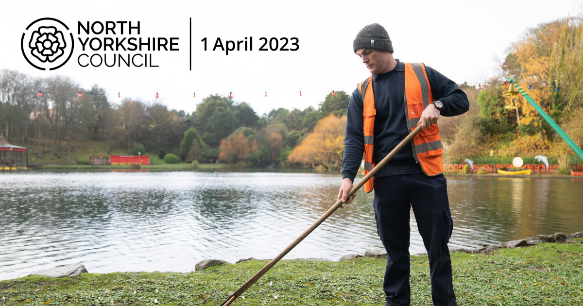 NORTH
YORKSHIRE
COUNCIL
1 April 2023